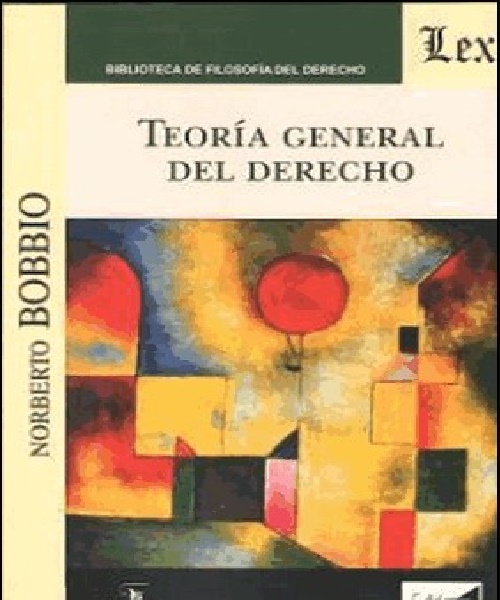 Lex
BIBLIOTECA DE FILOSOFÍA DEL DERECHO
TEORÍA GENERAL
DEL DERECHO
NORBERTO BOBBIO